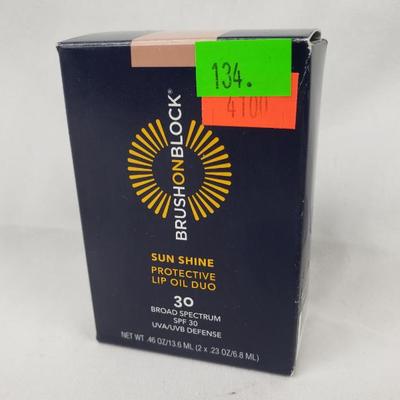 134.
4100
BRUSHONBLOCK®
SUN SHINE
PROTECTIVE
LIP OIL DUO
30
BROAD SPECTRUM
SPF 30
UVA/UVB DEFENSE
NET WT .46 OZ/13.6 ML (2 x .23 OZ/6.8 ML)